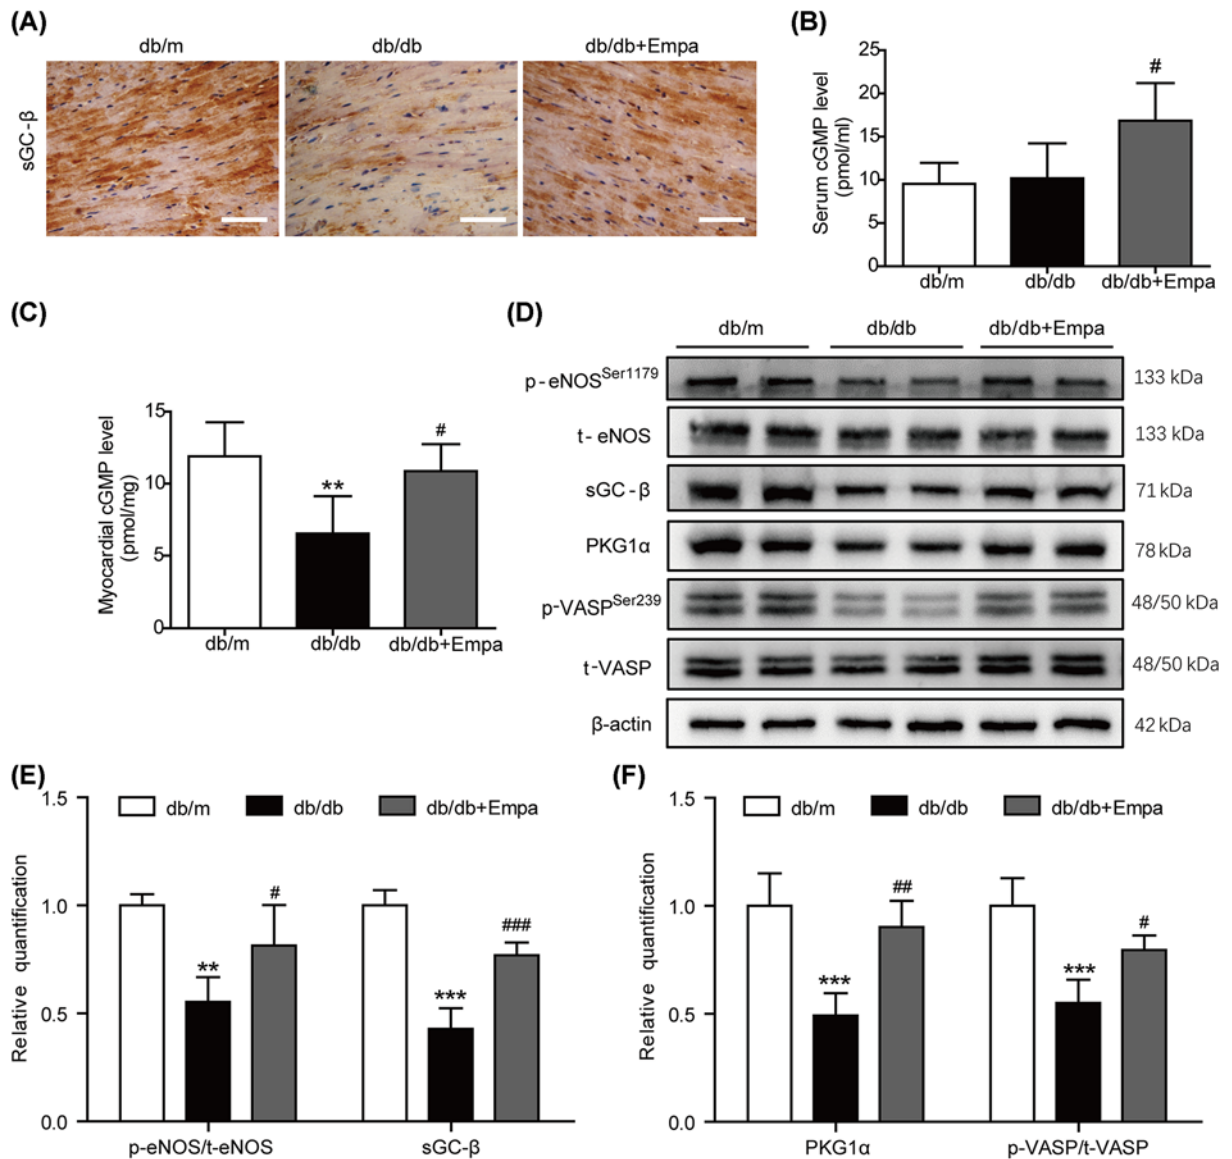 (A)
db/m
db/db
db/db+Empa
sGC-β
(B)
Serum cGMP level
(pmol/ml)
25
20
15
10
5
0
#
db/m
db/db
db/db+Empa
(C)
Myocardial cGMP level
(pmol/mg)
15
10
5
0
**
#
db/m
db/db
db/db+Empa
(D)
db/m
db/db
db/db+Empa
p-eNOSSer1179
133 kDa
t-eNOS
133 kDa
sGC-β
71 kDa
PKG1α
78 kDa
p-VASPSer239
48/50 kDa
t-VASP
48/50 kDa
β-actin
42 kDa
(E)
Relative quantification
1.5
1.0
0.5
0.0
db/m
db/db
db/db+Empa
**
#
***
###
p-eNOS/t-eNOS
sGC-β
(F)
Relative quantification
1.5
1.0
0.5
0.0
db/m
db/db
db/db+Empa
***
##
***
#
PKG1α
p-VASP/t-VASP